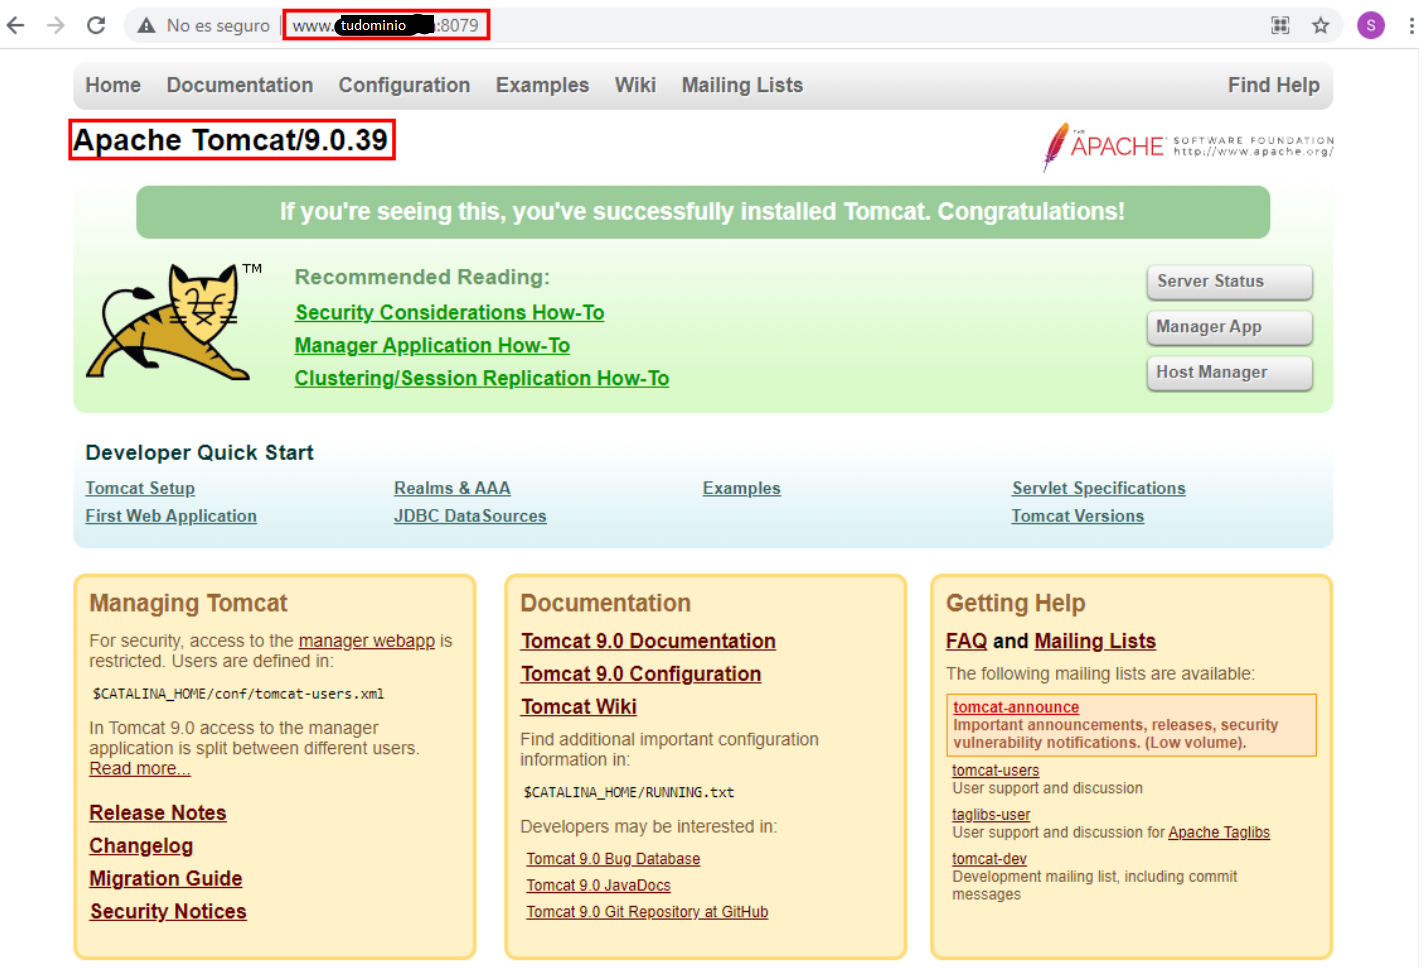 No es seguro www. tudominio :8079
S
Home Documentation Configuration Examples Wiki Mailing Lists Find Help
Apache Tomcat/9.0.39
THE
APACHE SOFTWARE FOUNDATION
http://www.apache.org/
If you're seeing this, you've successfully installed Tomcat. Congratulations!
TM
Recommended Reading:
Security Considerations How-To
Manager Application How-To
Clustering/Session Replication How-To
Server Status
Manager App
Host Manager
Developer Quick Start
Tomcat Setup
First Web Application
Realms & AAA
JDBC DataSources
Examples
Servlet Specifications
Tomcat Versions
Managing Tomcat
For security, access to the manager webapp is
restricted. Users are defined in:
$CATALINA_HOME/conf/tomcat-users.xml
In Tomcat 9.0 access to the manager
application is split between different users.
Read more...
Release Notes
Changelog
Migration Guide
Security Notices
Documentation
Tomcat 9.0 Documentation
Tomcat 9.0 Configuration
Tomcat Wiki
Find additional important configuration
information in:
$CATALINA_HOME/RUNNING.txt
Developers may be interested in:
Tomcat 9.0 Bug Database
Tomcat 9.0 JavaDocs
Tomcat 9.0 Git Repository at GitHub
Getting Help
FAQ and Mailing Lists
The following mailing lists are available:
tomcat-announce
Important announcements, releases, security
vulnerability notifications. (Low volume).
tomcat-users
User support and discussion
taglibs-user
User support and discussion for Apache Taglibs
tomcat-dev
Development mailing list, including commit
messages